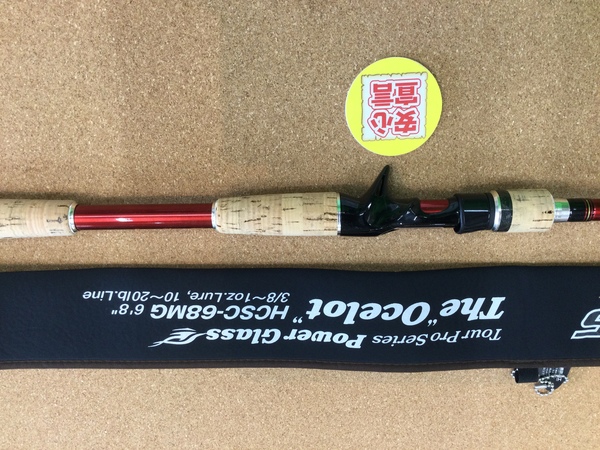 Tour Pro Series Power Glass
The "Ocelot" HCSC-68MG 6'8"
3/8~1oz.Lure, 10~20lb.Line
安心
宣言